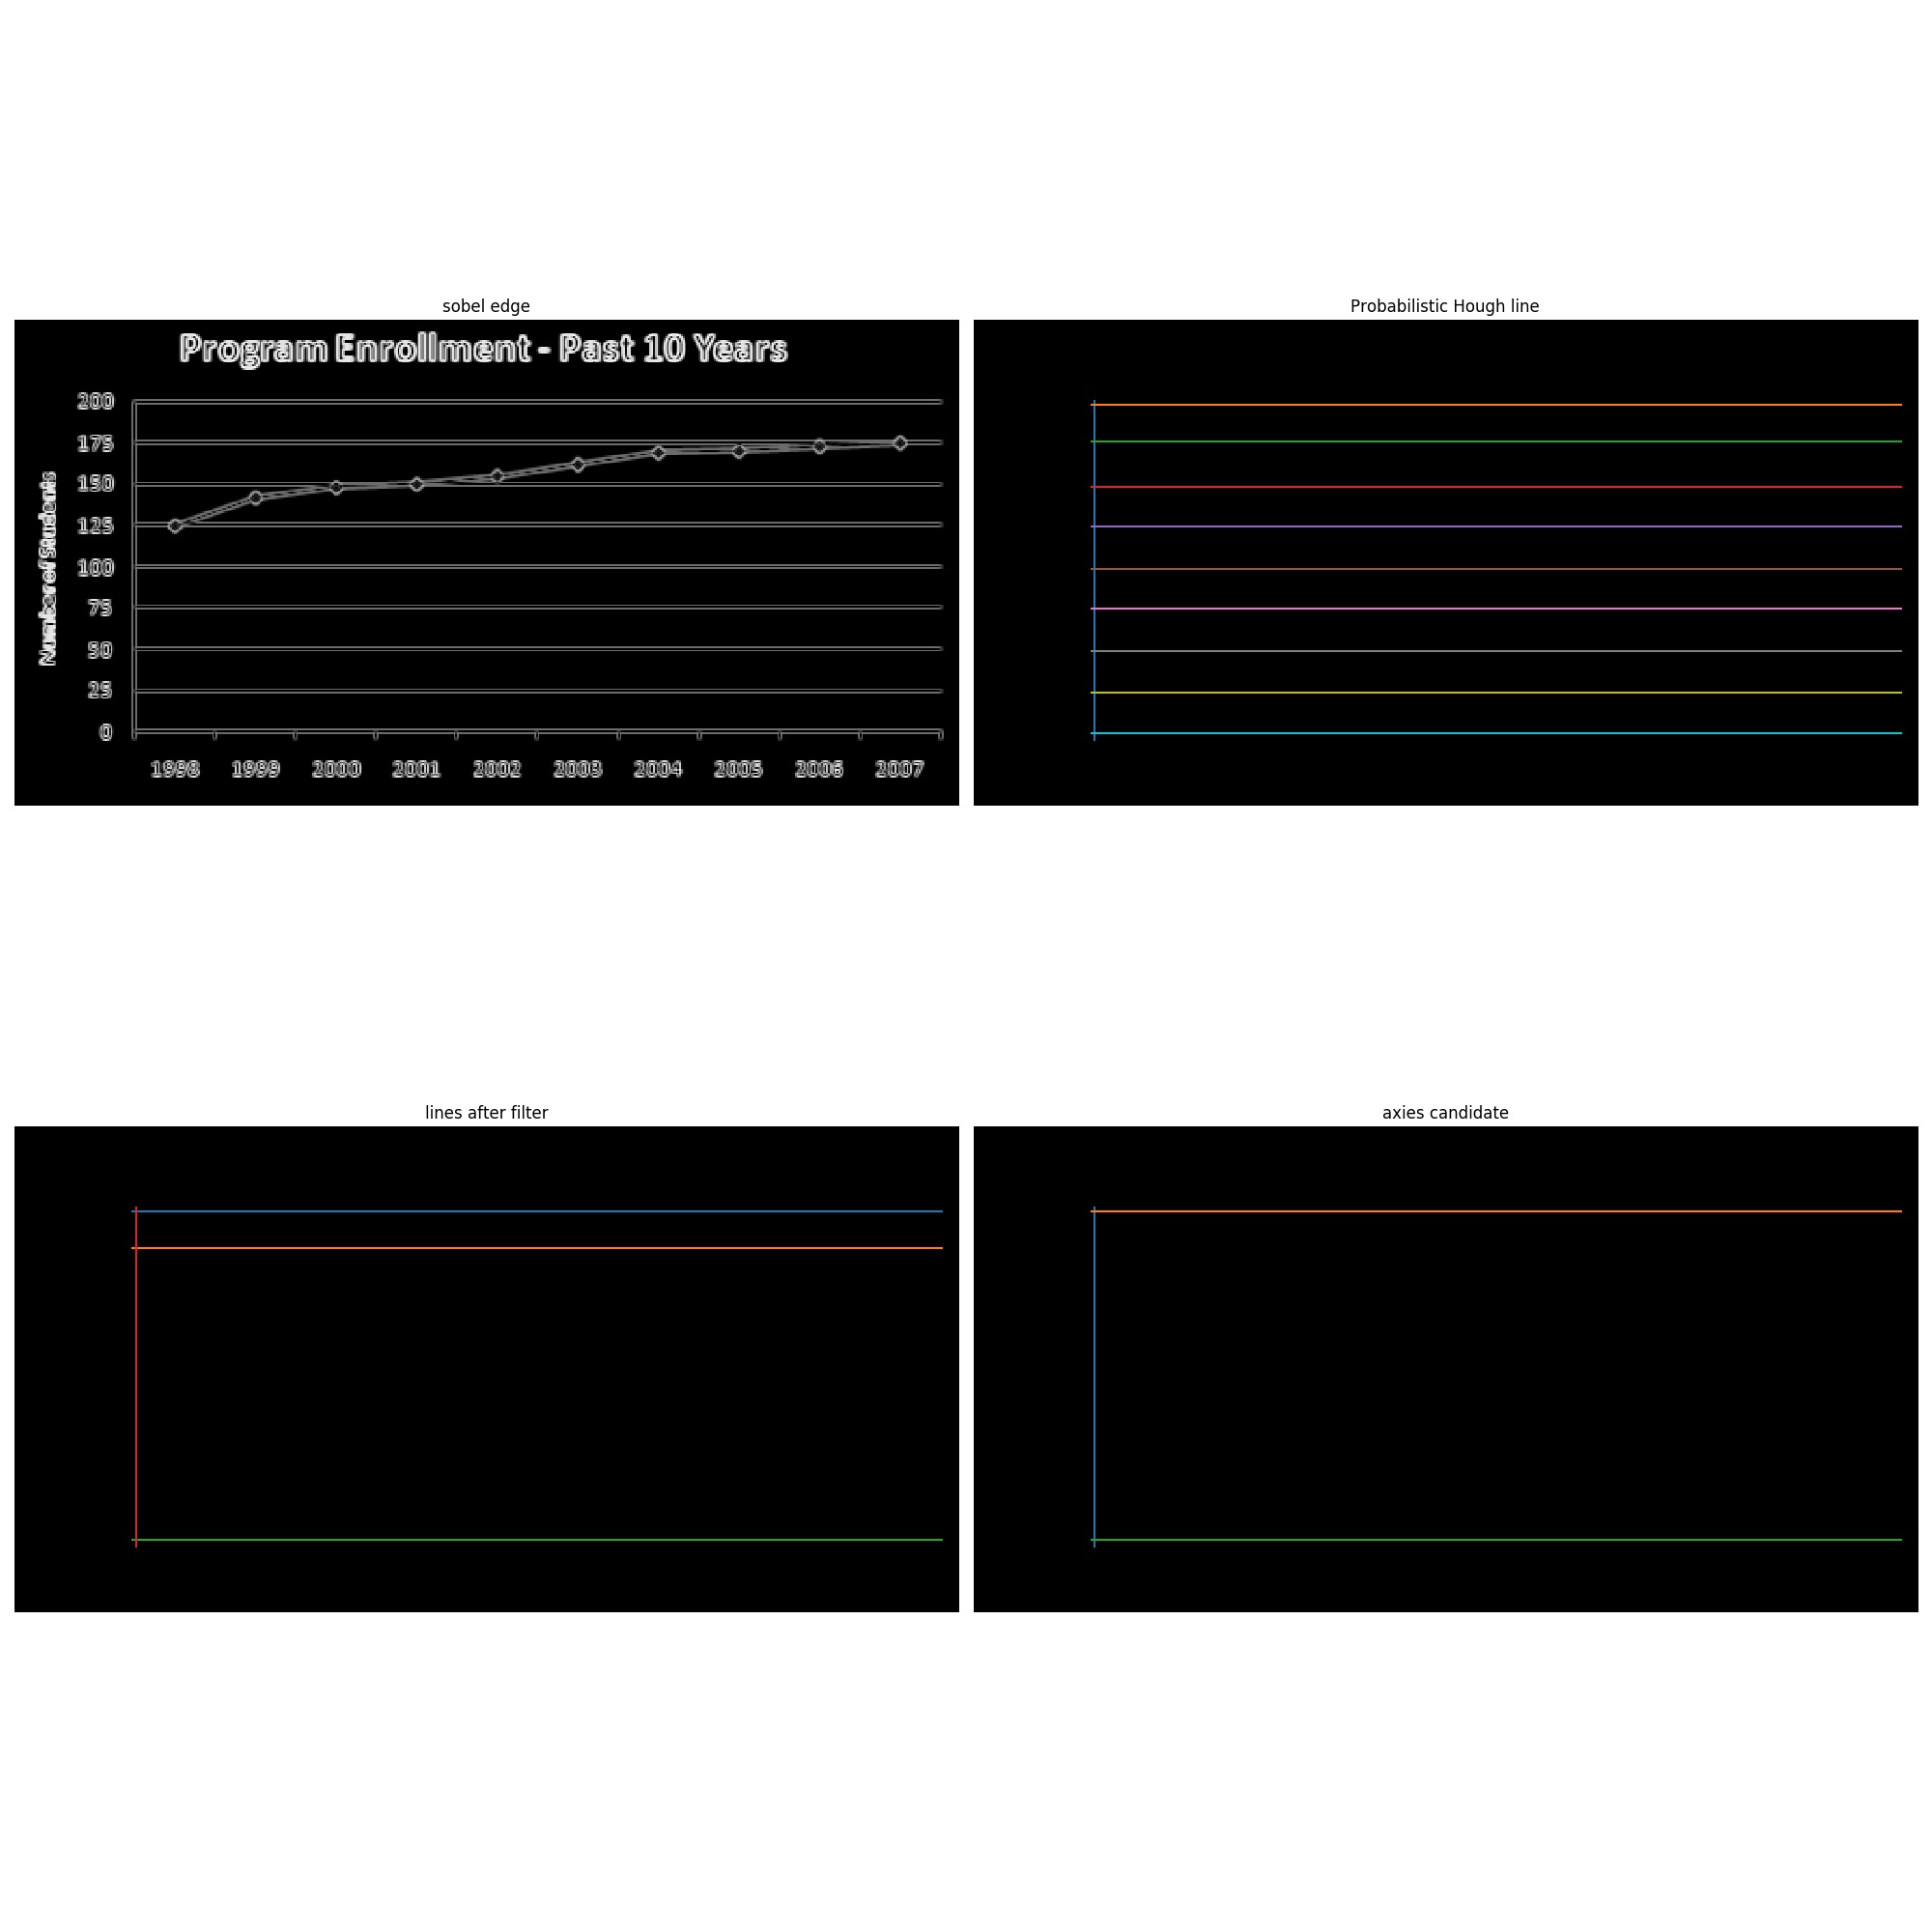 sobel edge
Probabilistic Hough line
Program Enrollment - Past 10 Years
200
175
150
125
100
75
50
25
0
Number of Students
1998 1999 2000 2001 2002 2003 2004 2005 2006 2007
lines after filter
axies candidate